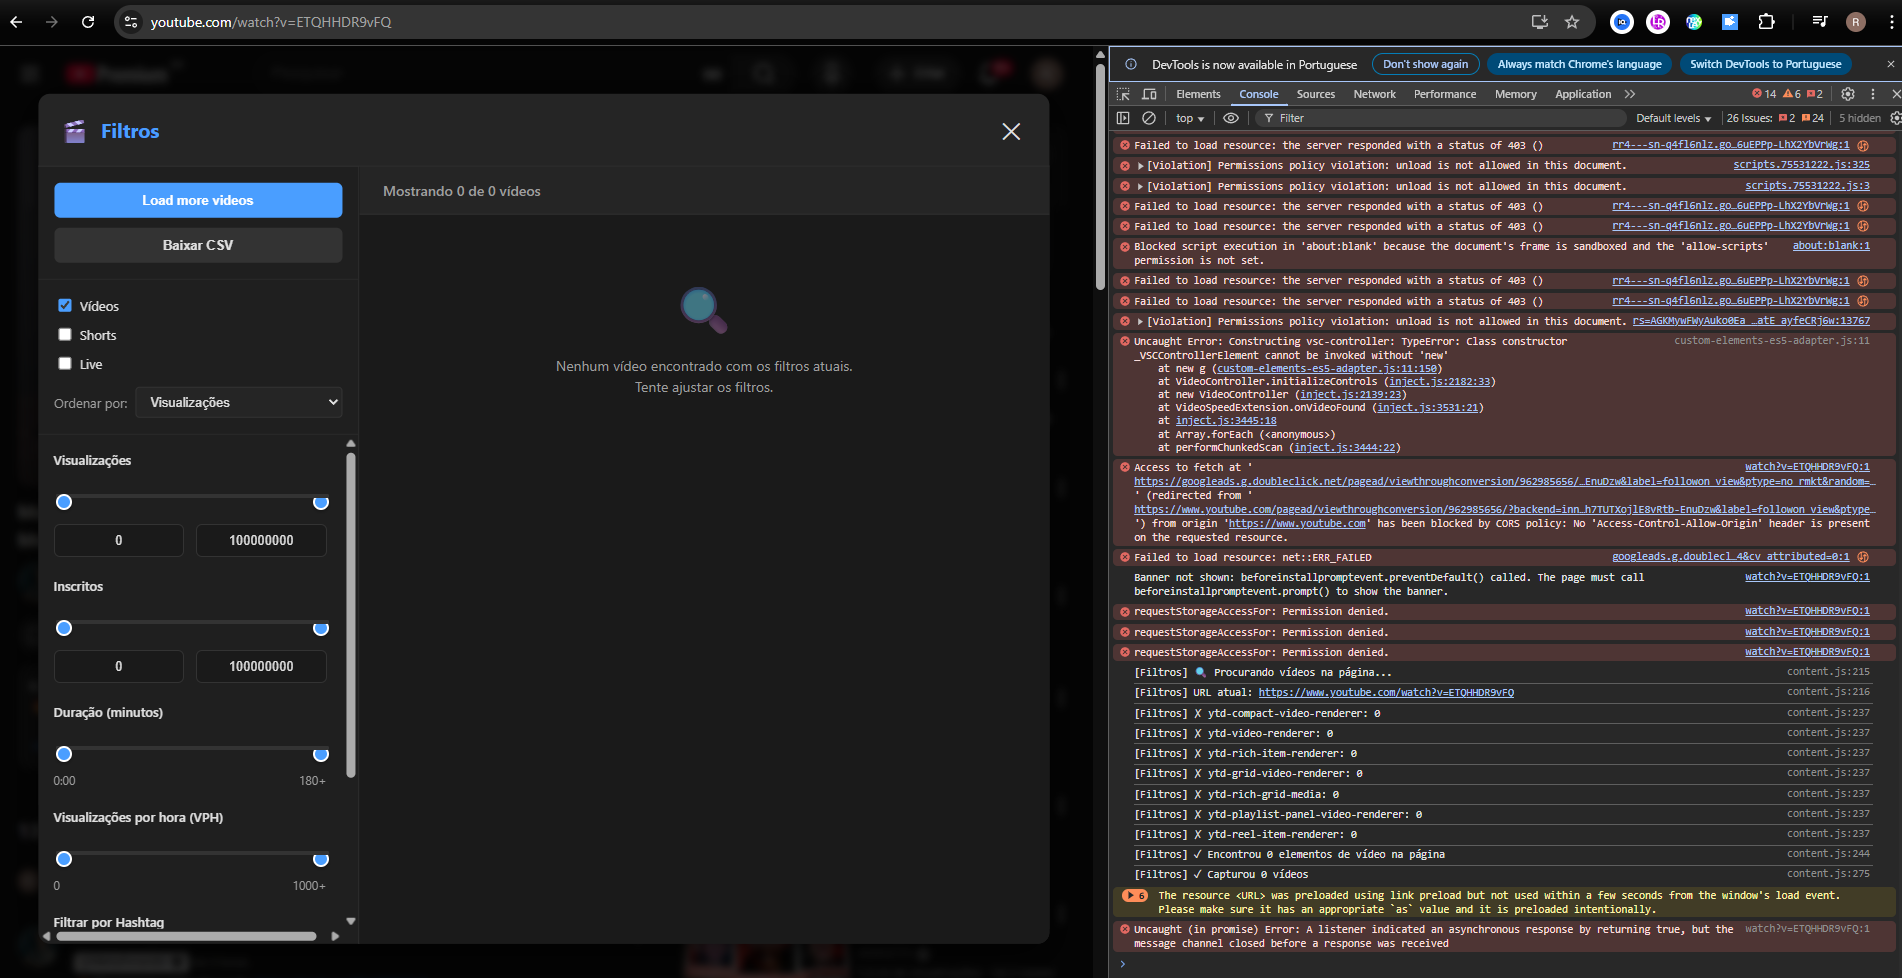 youtube.com/watch?v=ETQHHDR9vFQ
R
DevTools is now available in Portuguese
Don't show again
Always match Chrome's language
Switch DevTools to Portuguese
Elements
Console
Sources
Network
Performance
Memory
Application
14
6
2
top
Filter
Default levels
26 Issues:
2
24
5 hidden
Filtros
Load more videos
Baixar CSV
Vídeos
Shorts
Live
Ordenar por:
Visualizações
Visualizações
0
100000000
Inscritos
0
100000000
Duração (minutos)
0:00
180+
Visualizações por hora (VPH)
0
1000+
Filtrar por Hashtag
Mostrando 0 de 0 vídeos
Nenhum vídeo encontrado com os filtros atuais.
Tente ajustar os filtros.
Failed to load resource: the server responded with a status of 403 () rr4---sn-q4fl6nlz.go…6uEPPp-LhX2YbVrWg:1
[Violation] Permissions policy violation: unload is not allowed in this document. scripts.75531222.js:325
[Violation] Permissions policy violation: unload is not allowed in this document. scripts.75531222.js:3
Failed to load resource: the server responded with a status of 403 () rr4---sn-q4fl6nlz.go…6uEPPp-LhX2YbVrWg:1
Failed to load resource: the server responded with a status of 403 () rr4---sn-q4fl6nlz.go…6uEPPp-LhX2YbVrWg:1
Blocked script execution in 'about:blank' because the document's frame is sandboxed and the 'allow-scripts' about:blank:1
permission is not set.
Failed to load resource: the server responded with a status of 403 () rr4---sn-q4fl6nlz.go…6uEPPp-LhX2YbVrWg:1
Failed to load resource: the server responded with a status of 403 () rr4---sn-q4fl6nlz.go…6uEPPp-LhX2YbVrWg:1
[Violation] Permissions policy violation: unload is not allowed in this document. rs=AGKMywFWyAuko0Ea_…atE_ayfeCRj6w:13767
Uncaught Error: Constructing vsc-controller: TypeError: Class constructor custom-elements-es5-adapter.js:11
_VSCControllerElement cannot be invoked without 'new'
at new g (custom-elements-es5-adapter.js:11:150)
at VideoController.initializeControls (inject.js:2182:33)
at new VideoController (inject.js:2139:23)
at VideoSpeedExtension.onVideoFound (inject.js:3531:21)
at inject.js:3445:18
at Array.forEach (<anonymous>)
at performChunkedScan (inject.js:3444:22)
Access to fetch at ' watch?v=ETQHHDR9vFQ:1
https://googleads.g.doubleclick.net/pagead/viewthroughconversion/962985656/…EnuDzw&label=followon_view&ptype=no_rmkt&random=…
' (redirected from '
https://www.youtube.com/pagead/viewthroughconversion/962985656/?backend=inn…h7TUTXojlE8vRtb-EnuDzw&label=followon_view&ptype…
') from origin 'https://www.youtube.com' has been blocked by CORS policy: No 'Access-Control-Allow-Origin' header is present
on the requested resource.
Failed to load resource: net::ERR_FAILED googleads.g.doublecl…4&cv_attributed=0:1
Banner not shown: beforeinstallpromptevent.preventDefault() called. The page must call watch?v=ETQHHDR9vFQ:1
beforeinstallpromptevent.prompt() to show the banner.
requestStorageAccessFor: Permission denied. watch?v=ETQHHDR9vFQ:1
requestStorageAccessFor: Permission denied. watch?v=ETQHHDR9vFQ:1
requestStorageAccessFor: Permission denied. watch?v=ETQHHDR9vFQ:1
[Filtros] 🔍 Procurando vídeos na página... content.js:215
[Filtros] URL atual: https://www.youtube.com/watch?v=ETQHHDR9vFQ content.js:216
[Filtros] ✗ ytd-compact-video-renderer: 0 content.js:237
[Filtros] ✗ ytd-video-renderer: 0 content.js:237
[Filtros] ✗ ytd-rich-item-renderer: 0 content.js:237
[Filtros] ✗ ytd-grid-video-renderer: 0 content.js:237
[Filtros] ✗ ytd-rich-grid-media: 0 content.js:237
[Filtros] ✗ ytd-playlist-panel-video-renderer: 0 content.js:237
[Filtros] ✗ ytd-reel-item-renderer: 0 content.js:237
[Filtros] ✓ Encontrou 0 elementos de vídeo na página content.js:244
[Filtros] ✓ Capturou 0 vídeos content.js:275
6 The resource <URL> was preloaded using link preload but not used within a few seconds from the window's load event.
Please make sure it has an appropriate `as` value and it is preloaded intentionally.
Uncaught (in promise) Error: A listener indicated an asynchronous response by returning true, but the watch?v=ETQHHDR9vFQ:1
message channel closed before a response was received